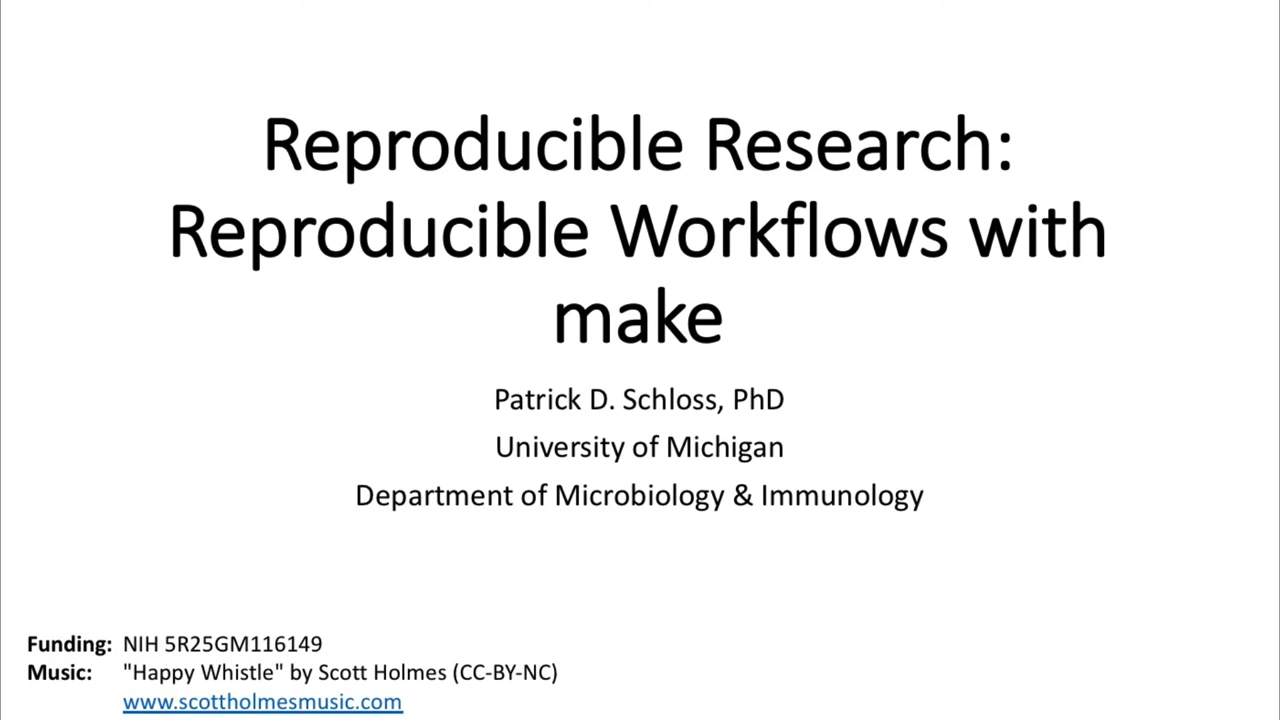 Reproducible Research:
Reproducible Workflows with
make
Patrick D. Schloss, PhD
University of Michigan
Department of Microbiology & Immunology
Funding: NIH 5R25GM116149
Music: "Happy Whistle" by Scott Holmes (CC-BY-NC)
www.scottholmesmusic.com